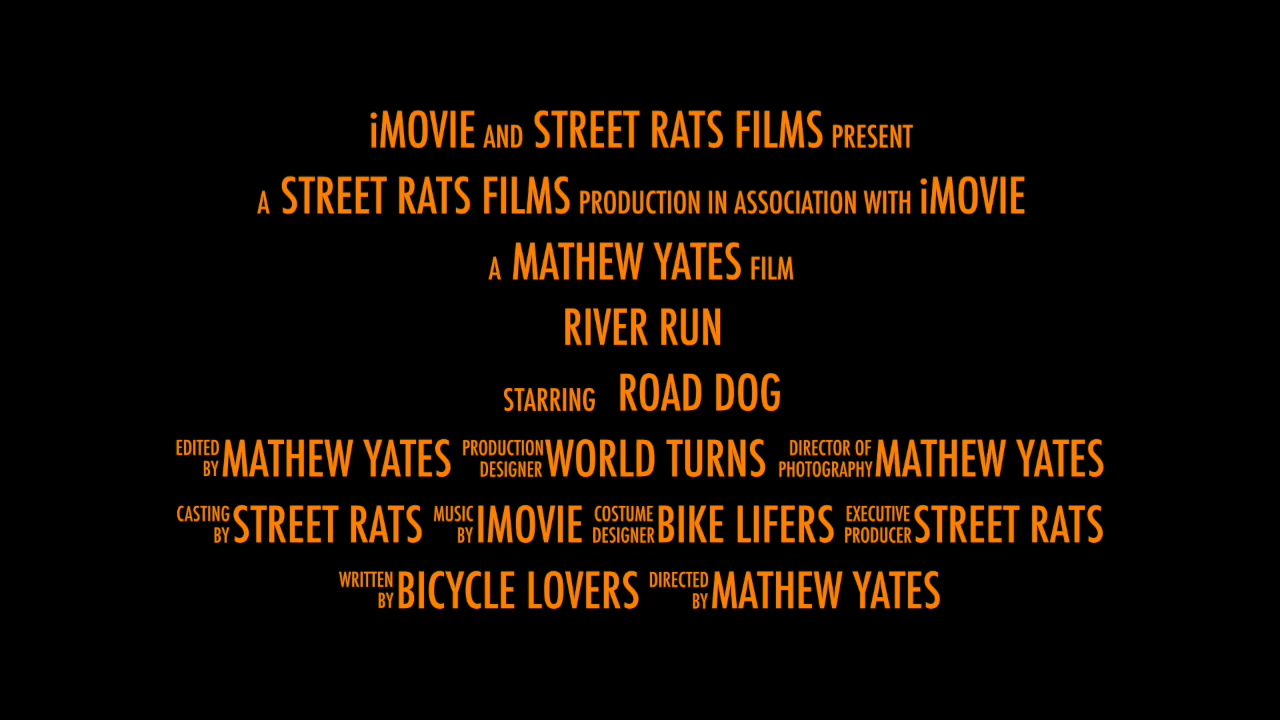 iMOVIE AND STREET RATS FILMS PRESENT
A STREET RATS FILMS PRODUCTION IN ASSOCIATION WITH iMOVIE
A MATHEW YATES FILM
RIVER RUN
STARRING ROAD DOG
EDITED BY MATHEW YATES PRODUCTION DESIGNER WORLD TURNS DIRECTOR OF PHOTOGRAPHY MATHEW YATES
CASTING BY STREET RATS MUSIC BY IMOVIE COSTUME DESIGNER BIKE LIFERS EXECUTIVE PRODUCER STREET RATS
WRITTEN BY BICYCLE LOVERS DIRECTED BY MATHEW YATES